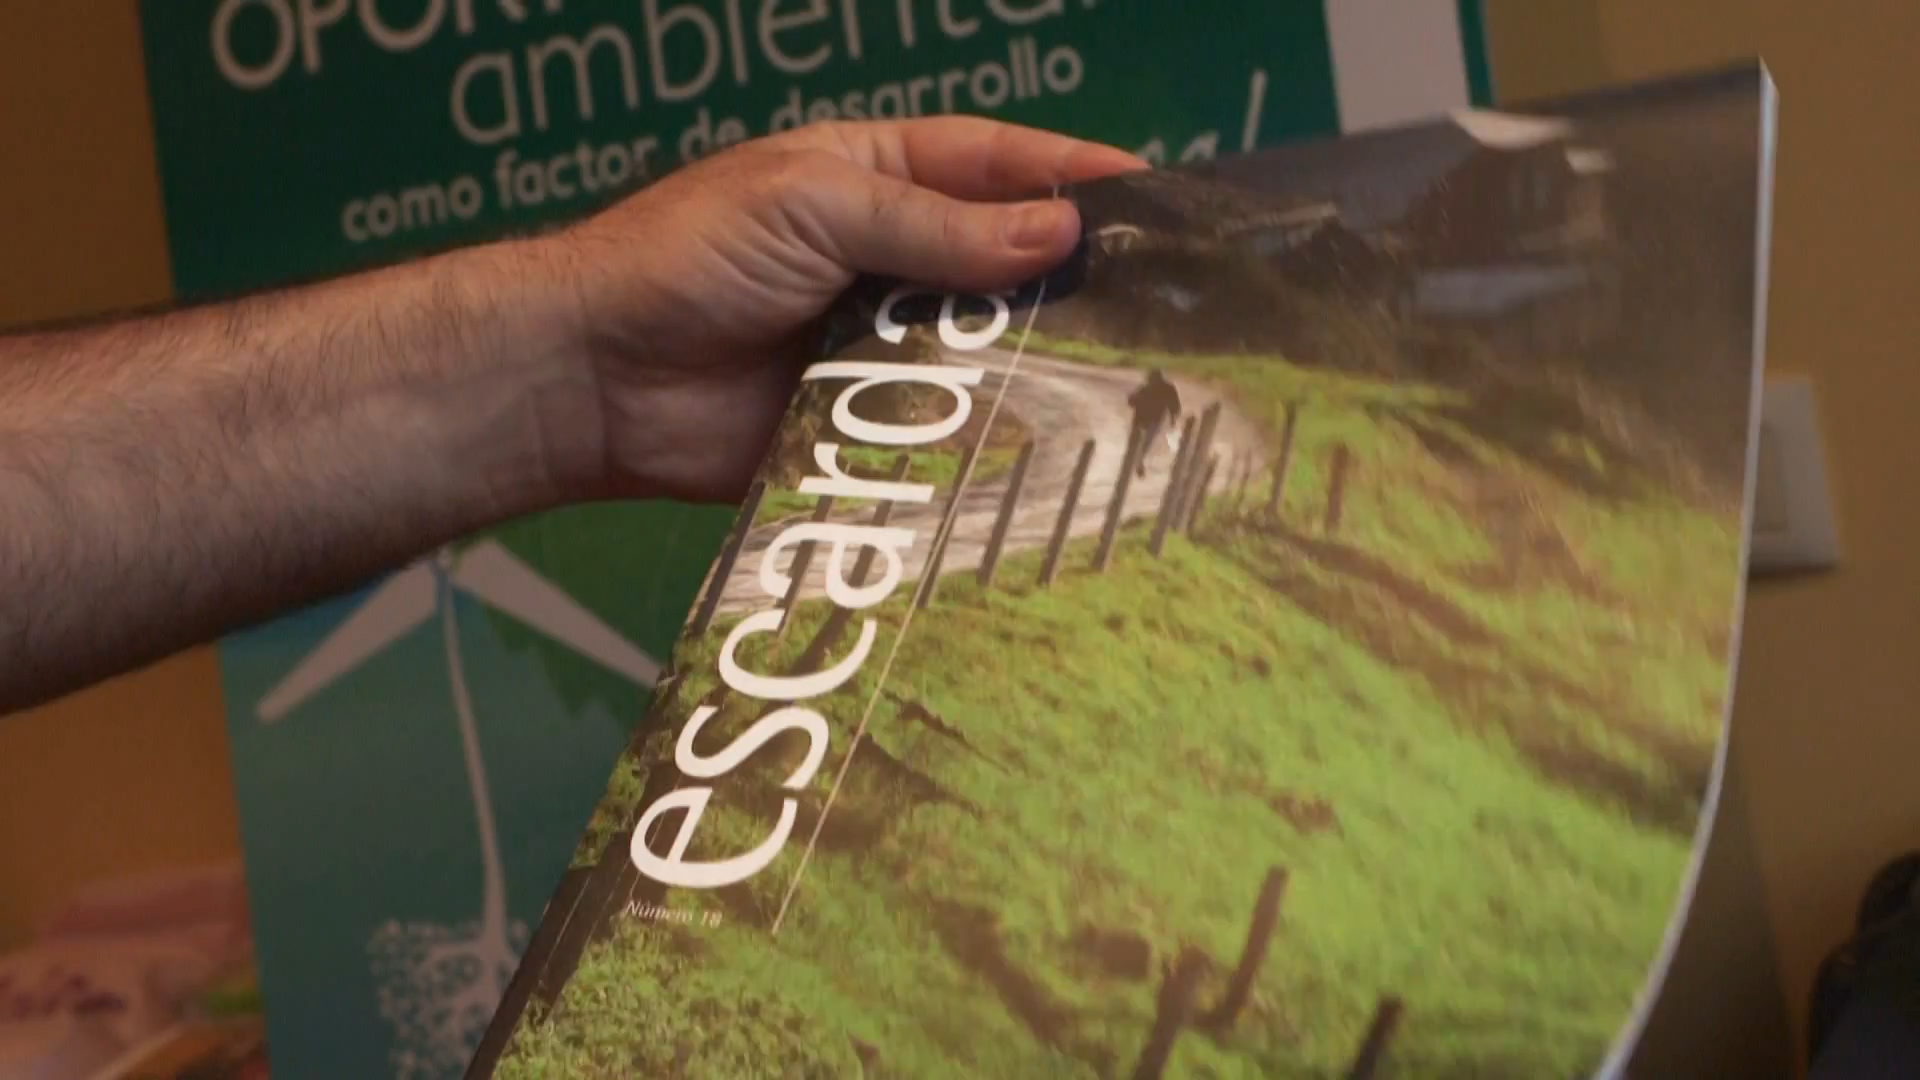 ambiental
como factor de desarrollo
escarda
Número 18